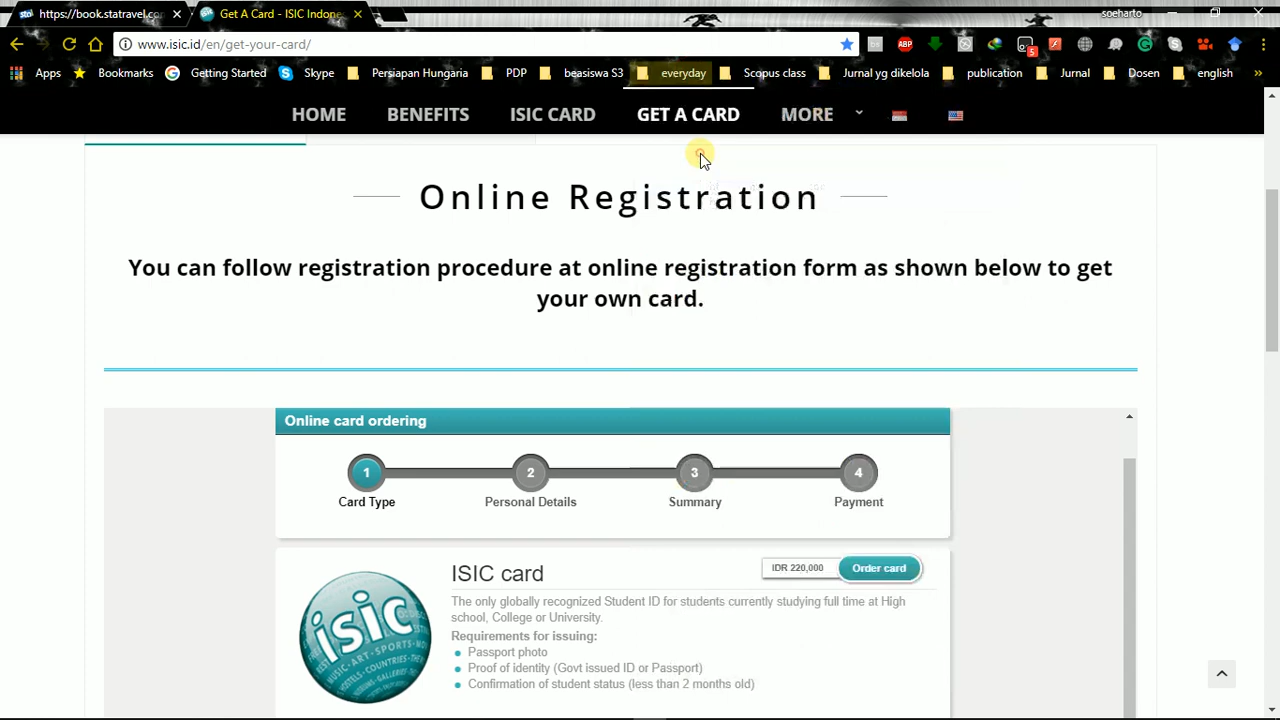 https://book.statravel.co
Get A Card - ISIC Indone
soeharto
www.isic.id/en/get-your-card/
ABP
5
Apps
Bookmarks
Getting Started
Skype
Persiapan Hungaria
PDP
beasiswa S3
everyday
Scopus class
Jurnal yg dikelola
publication
Jurnal
Dosen
english
HOME
BENEFITS
ISIC CARD
GET A CARD
MORE
Online Registration
You can follow registration procedure at online registration form as shown below to get
your own card.
Online card ordering
1
2
3
4
Card Type
Personal Details
Summary
Payment
isic
ISIC card
IDR 220,000
Order card
The only globally recognized Student ID for students currently studying full time at High
school, College or University.
Requirements for issuing:
Passport photo
Proof of identity (Govt issued ID or Passport)
Confirmation of student status (less than 2 months old)